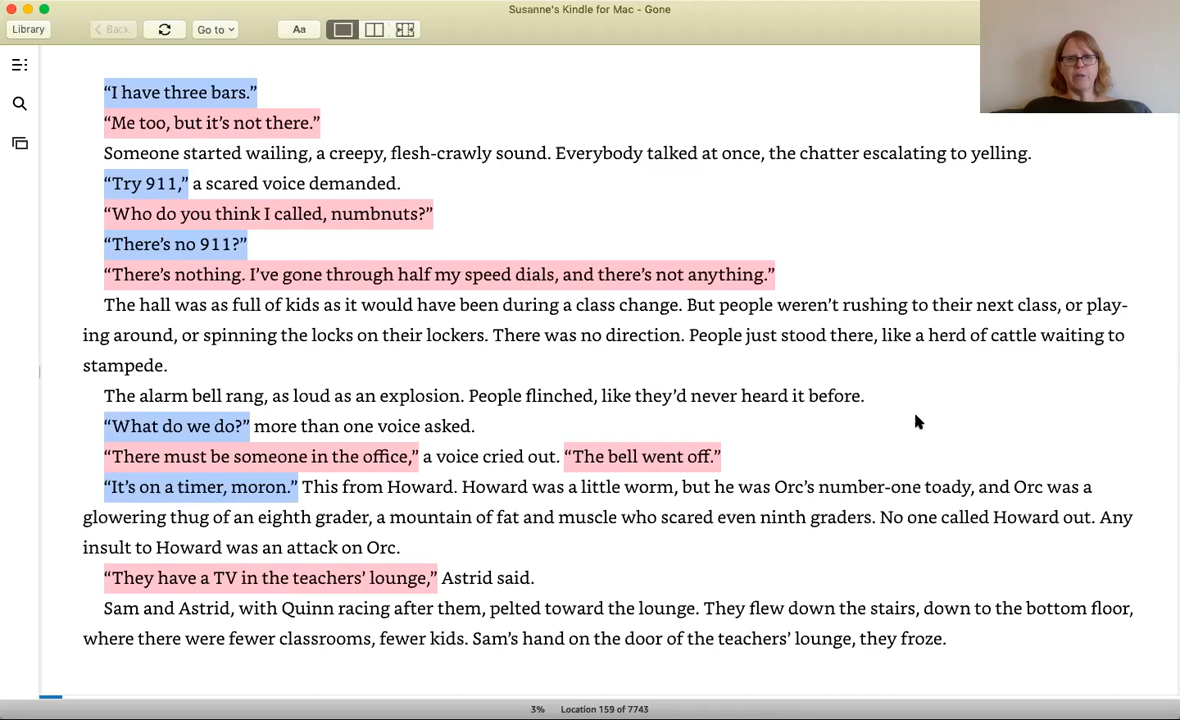 Susanne's Kindle for Mac - Gone
Library
Back
Go to
Aa
“I have three bars.”
“Me too, but it’s not there.”
Someone started wailing, a creepy, flesh-crawly sound. Everybody talked at once, the chatter escalating to yelling.
“Try 911,” a scared voice demanded.
“Who do you think I called, numbnuts?”
“There’s no 911?”
“There’s nothing. I’ve gone through half my speed dials, and there’s not anything.”
The hall was as full of kids as it would have been during a class change. But people weren’t rushing to their next class, or play-
ing around, or spinning the locks on their lockers. There was no direction. People just stood there, like a herd of cattle waiting to
stampede.
The alarm bell rang, as loud as an explosion. People flinched, like they’d never heard it before.
“What do we do?” more than one voice asked.
“There must be someone in the office,” a voice cried out. “The bell went off.”
“It’s on a timer, moron.” This from Howard. Howard was a little worm, but he was Orc’s number-one toady, and Orc was a
glowering thug of an eighth grader, a mountain of fat and muscle who scared even ninth graders. No one called Howard out. Any
insult to Howard was an attack on Orc.
“They have a TV in the teachers’ lounge,” Astrid said.
Sam and Astrid, with Quinn racing after them, pelted toward the lounge. They flew down the stairs, down to the bottom floor,
where there were fewer classrooms, fewer kids. Sam’s hand on the door of the teachers’ lounge, they froze.
3% Location 159 of 7743